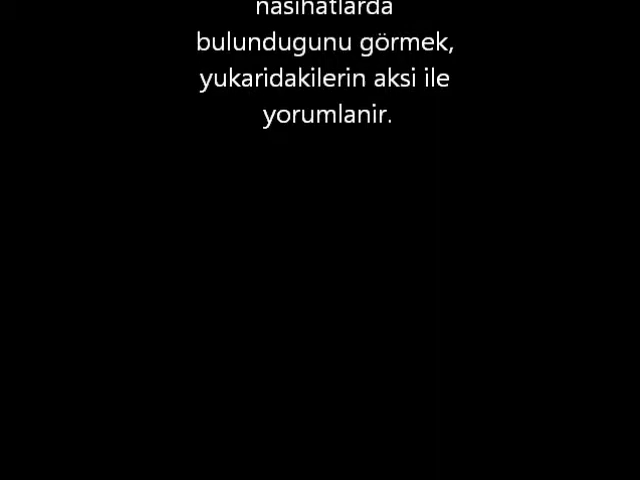 nasihatlarda
bulundugunu görmek,
yukaridakilerin aksi ile
yorumlanir.